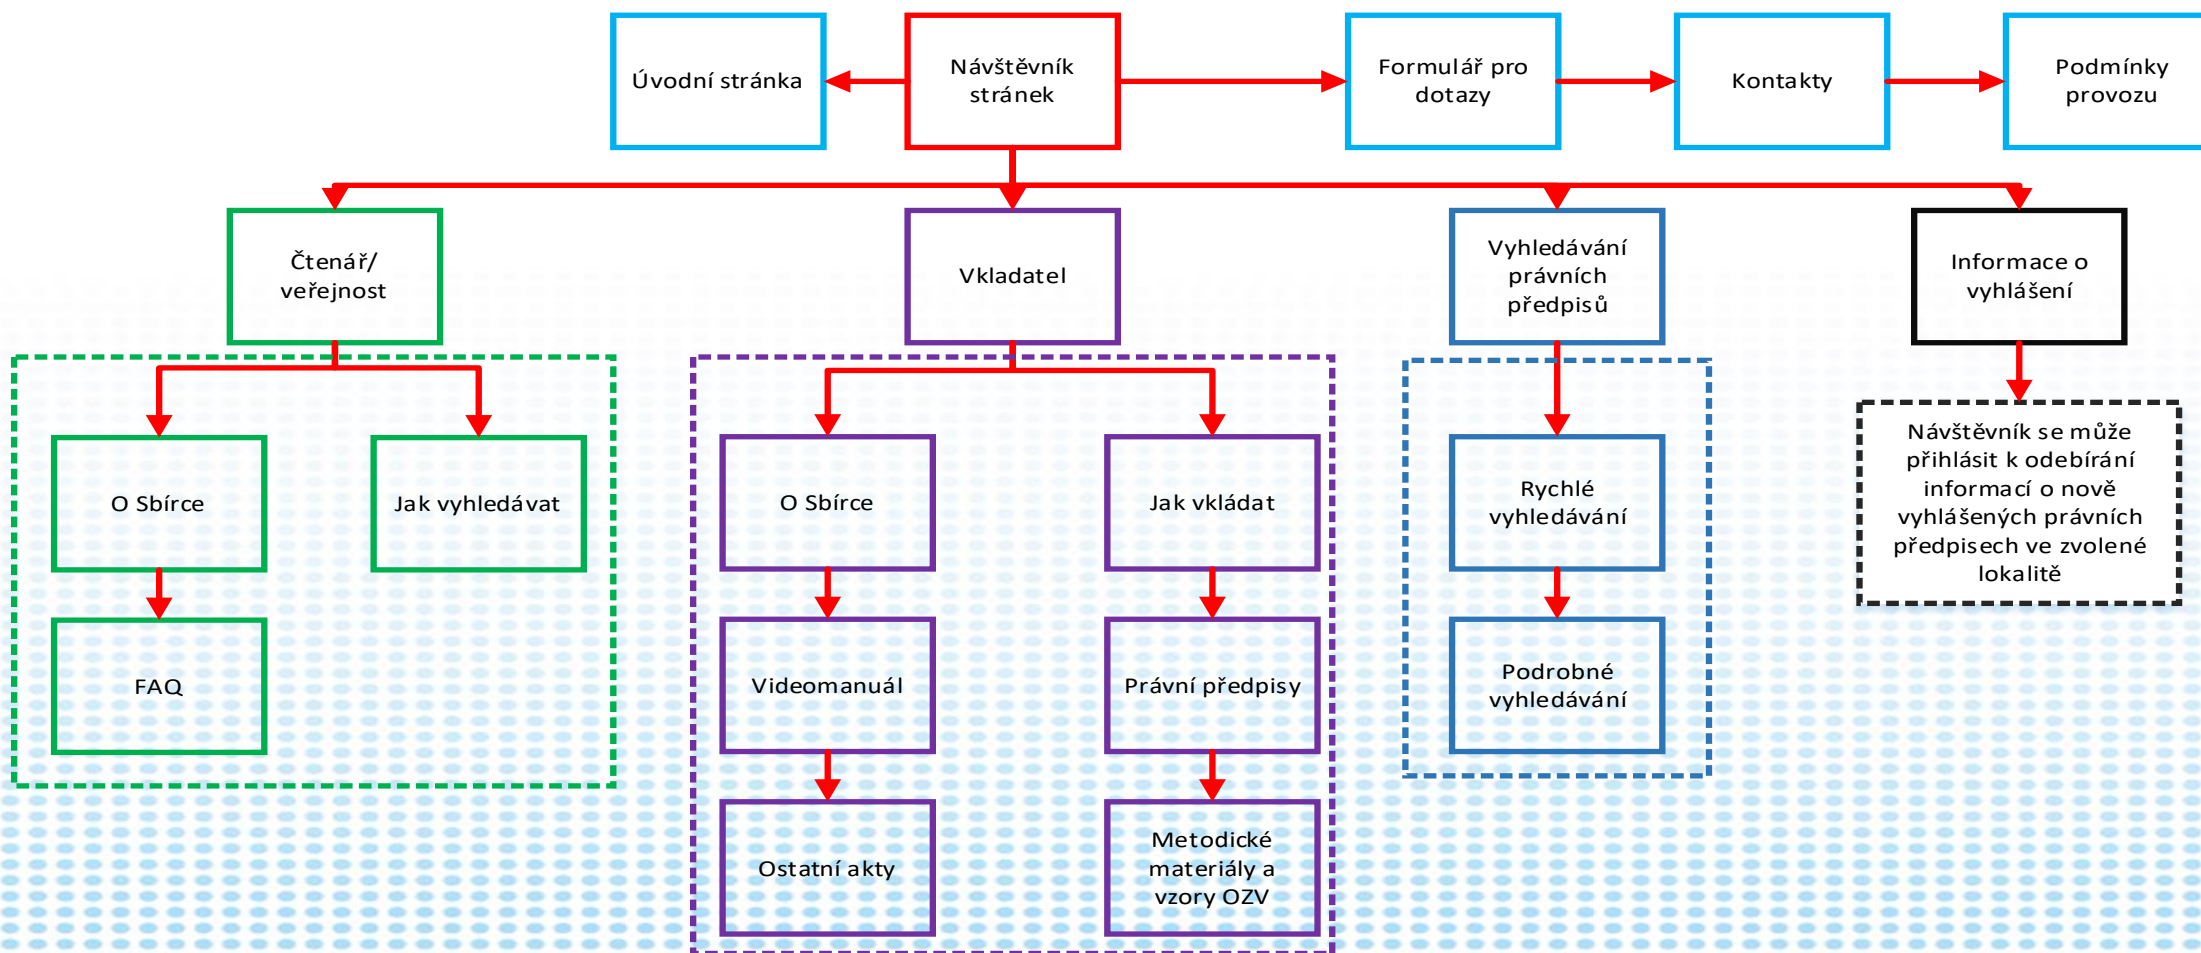 Úvodní stránka
Návštěvník
stránek
Formulář pro
dotazy
Kontakty
Podmínky
provozu
Čtenář/
veřejnost
Vkladatel
Vyhledávání
právních
předpisů
Informace o
vyhlášení
O Sbírce
Jak vyhledávat
O Sbírce
Jak vkládat
Rychlé
vyhledávání
Návštěvník se může
přihlásit k odebírání
informací o nově
vyhlášených právních
předpisech ve zvolené
lokalitě
FAQ
Videomanuál
Právní předpisy
Podrobné
vyhledávání
Ostatní akty
Metodické
materiály a
vzory OZV